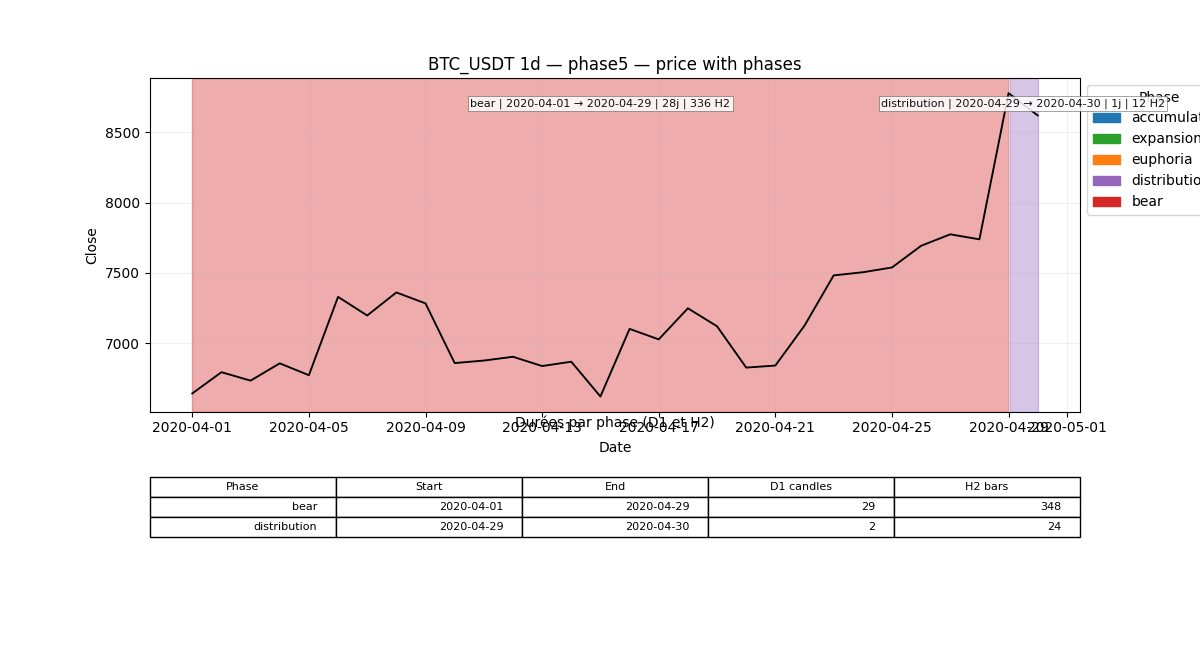 BTC_USDT 1d — phase5 — price with phases
bear | 2020-04-01 → 2020-04-29 | 28j | 336 H2
distribution | 2020-04-29 → 2020-04-30 | 1j | 12 H2
Phase
accumulat
expansion
euphoria
distributio
bear
Close
8500
8000
7500
7000
Durées par phase (D1 et H2)
2020-04-01 2020-04-05 2020-04-09 2020-04-13 2020-04-17 2020-04-21 2020-04-25 2020-04-29 2020-05-01
Date
Phase Start End D1 candles H2 bars
bear 2020-04-01 2020-04-29 29 348
distribution 2020-04-29 2020-04-30 2 24